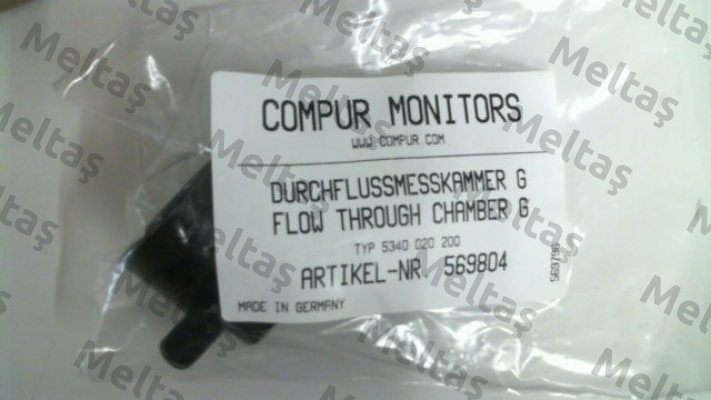 COMPUR MONITORS
WWW.COMPUR.COM
DURCHFLUSSMESSKAMMER G
FLOW THROUGH CHAMBER G
TYP 5340 020 200
ARTIKEL-NR. 569804
MADE IN GERMANY
Meltaş